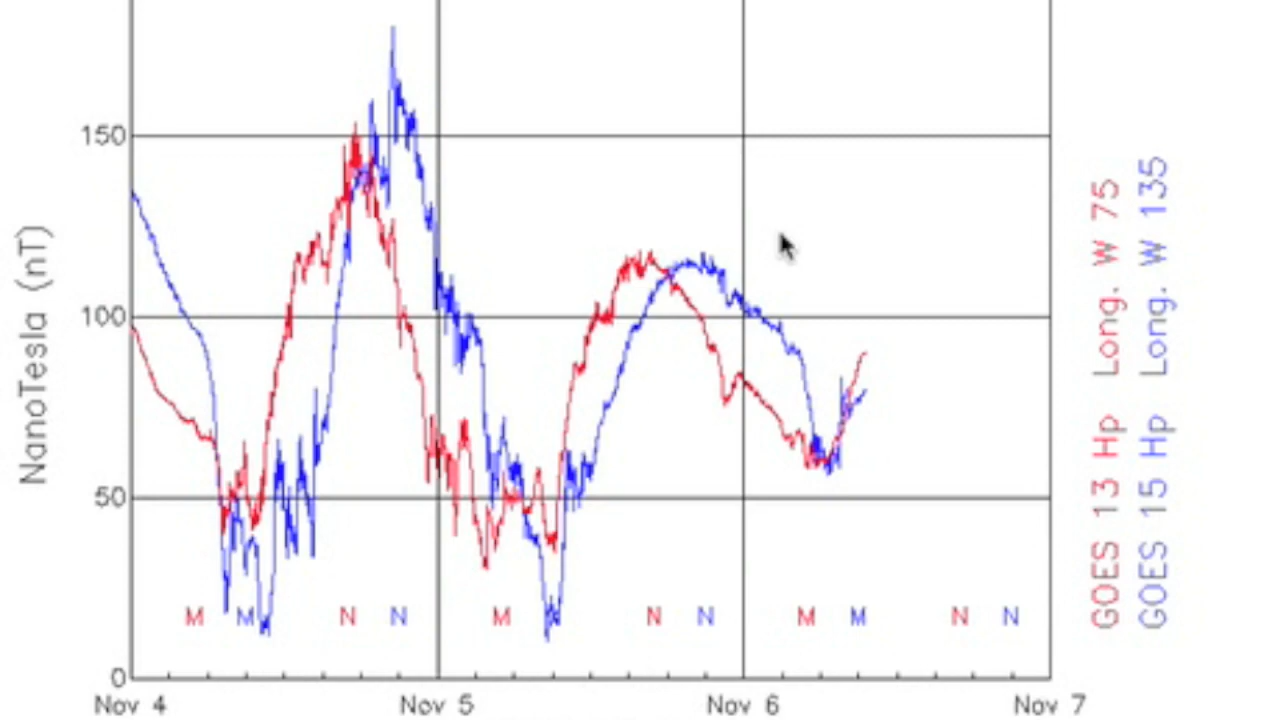 NanoTesla (nT)
150
100
50
0
M M N N M N N M M N N
Nov 4 Nov 5 Nov 6 Nov 7
GOES 13 Hp Long. W 75
GOES 15 Hp Long. W 135